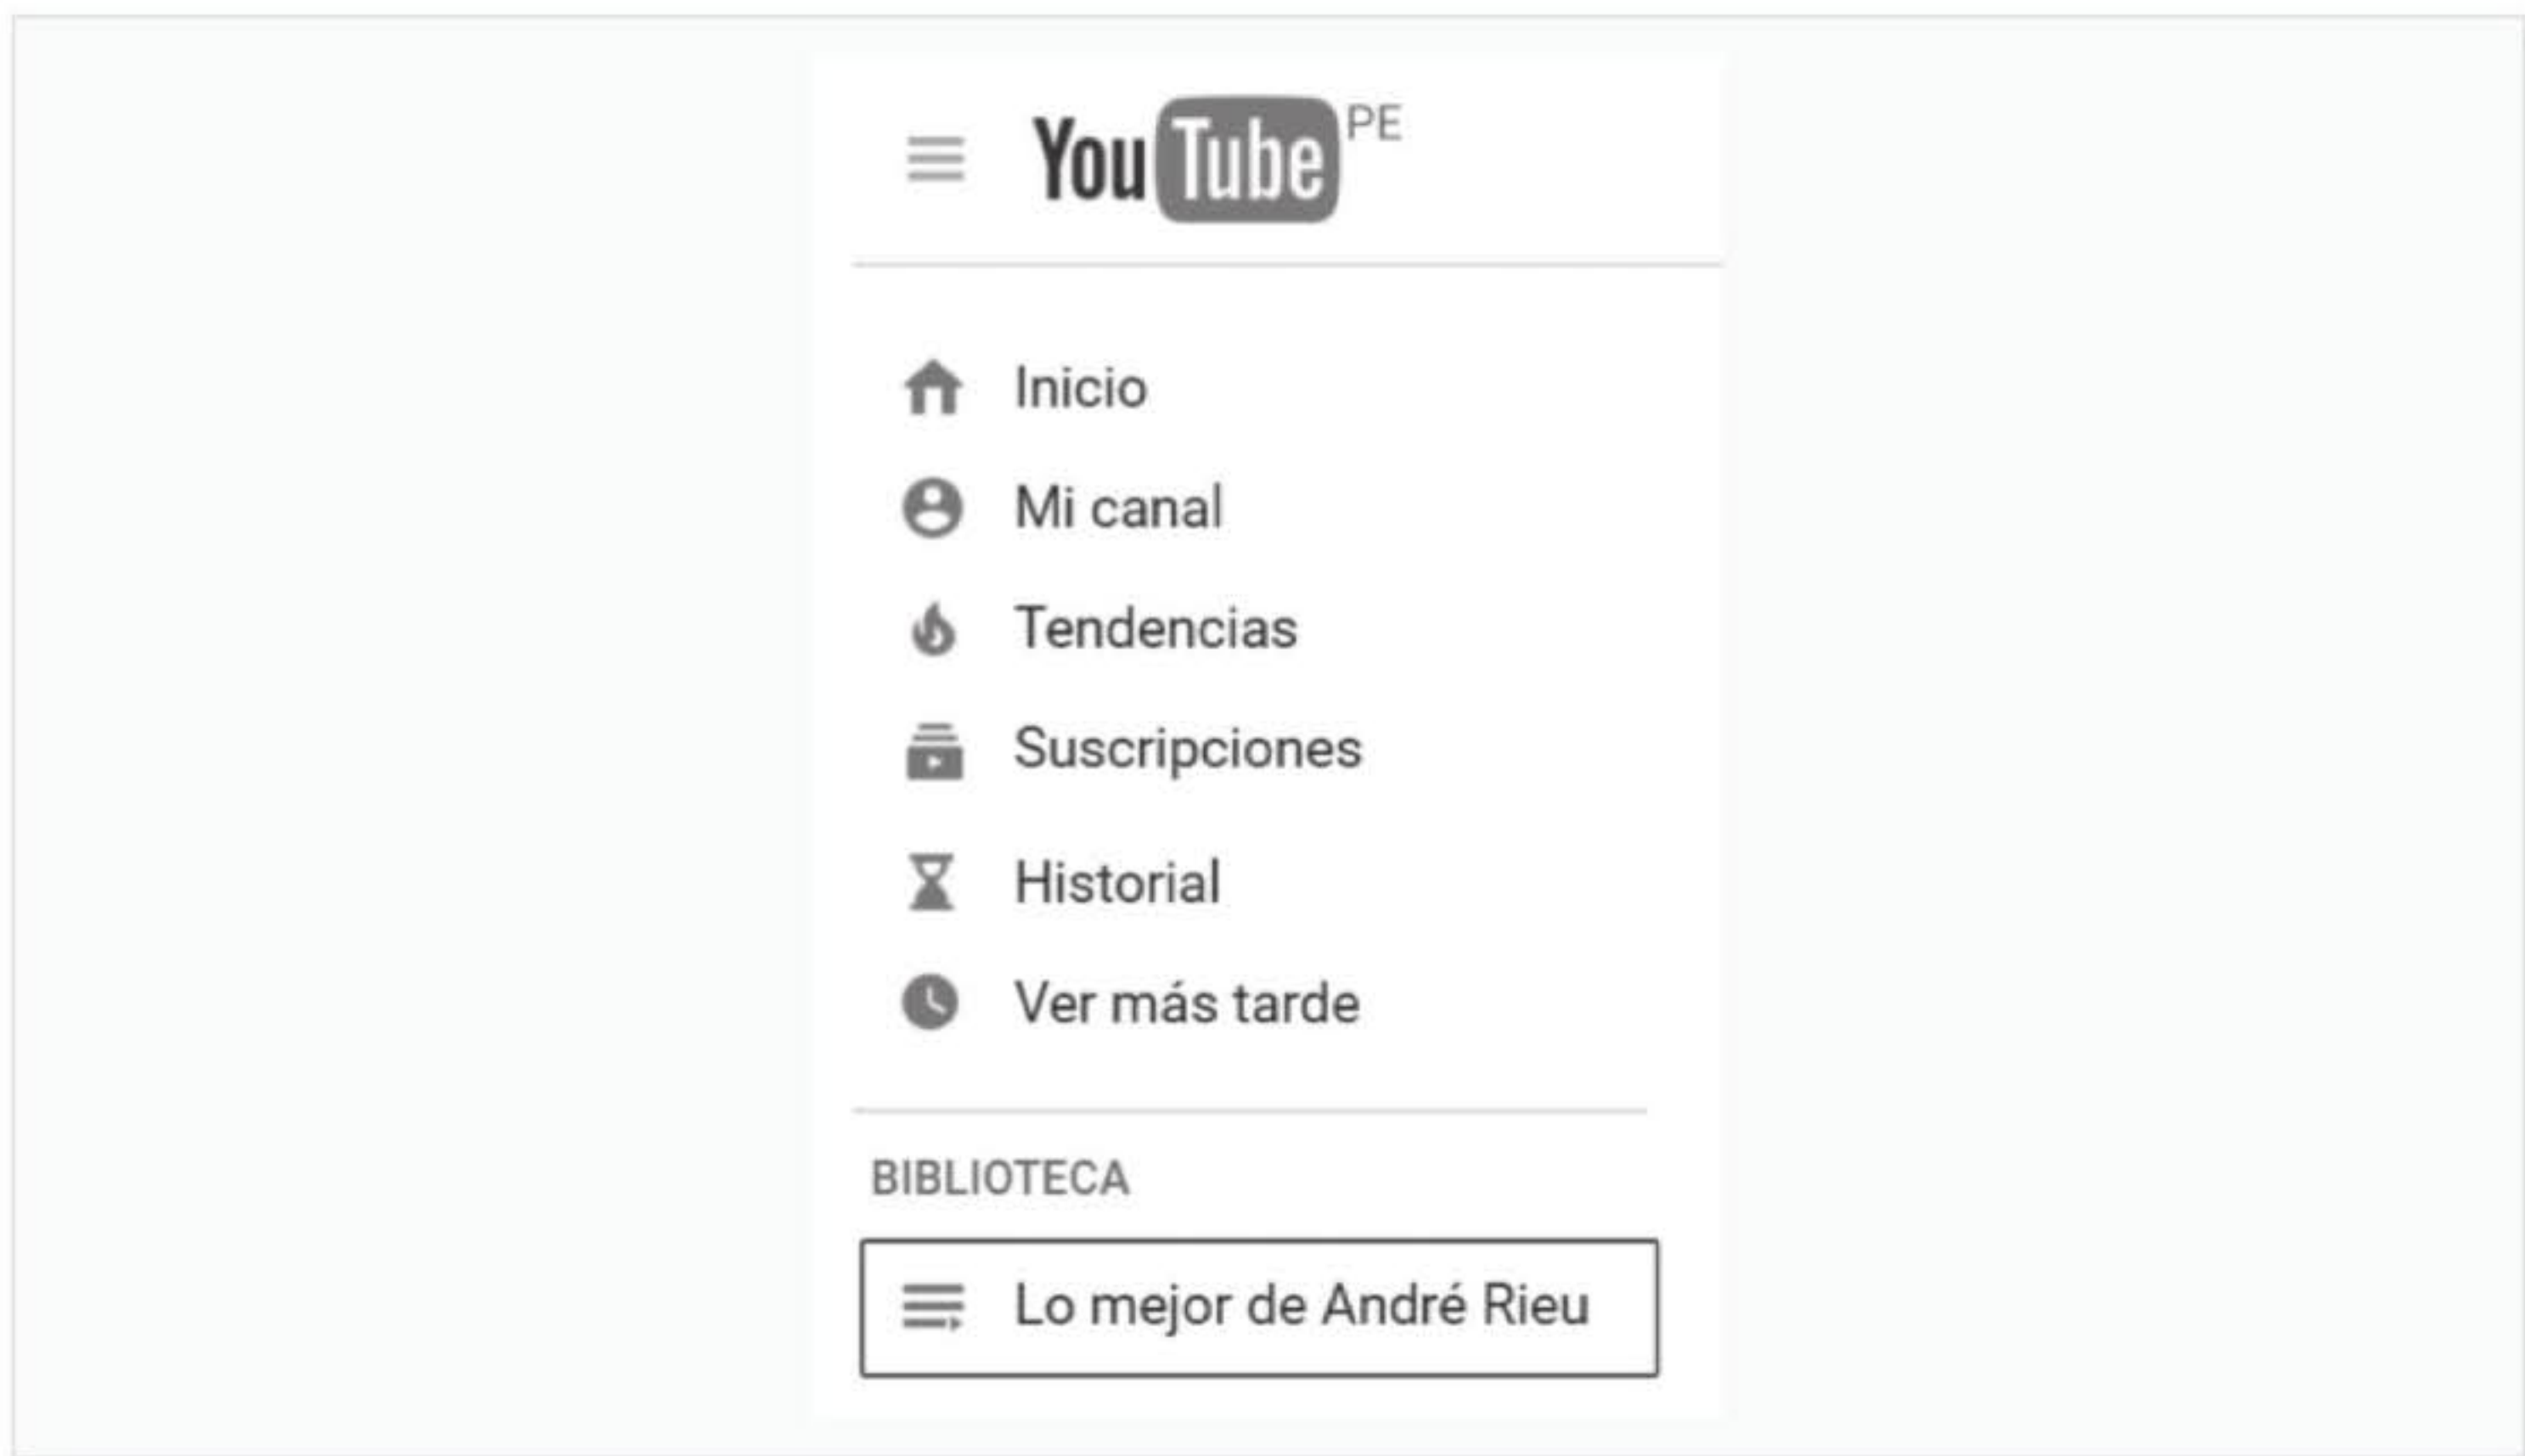 YouTube PE
Inicio
Mi canal
Tendencias
Suscripciones
Historial
Ver más tarde
BIBLIOTECA
Lo mejor de André Rieu